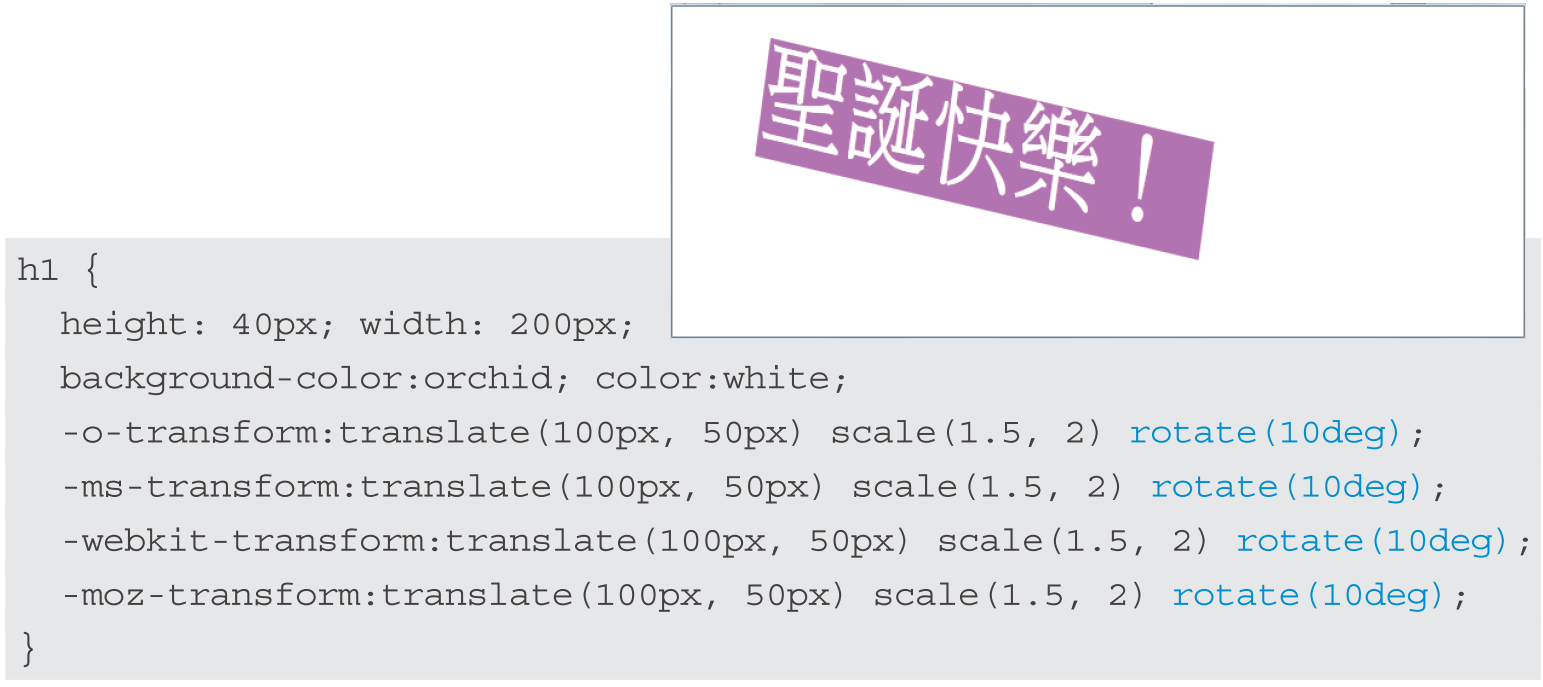 聖誕快樂！
h1 {
height: 40px; width: 200px;
background-color:orchid; color:white;
-o-transform:translate(100px, 50px) scale(1.5, 2) rotate(10deg);
-ms-transform:translate(100px, 50px) scale(1.5, 2) rotate(10deg);
-webkit-transform:translate(100px, 50px) scale(1.5, 2) rotate(10deg);
-moz-transform:translate(100px, 50px) scale(1.5, 2) rotate(10deg);
}